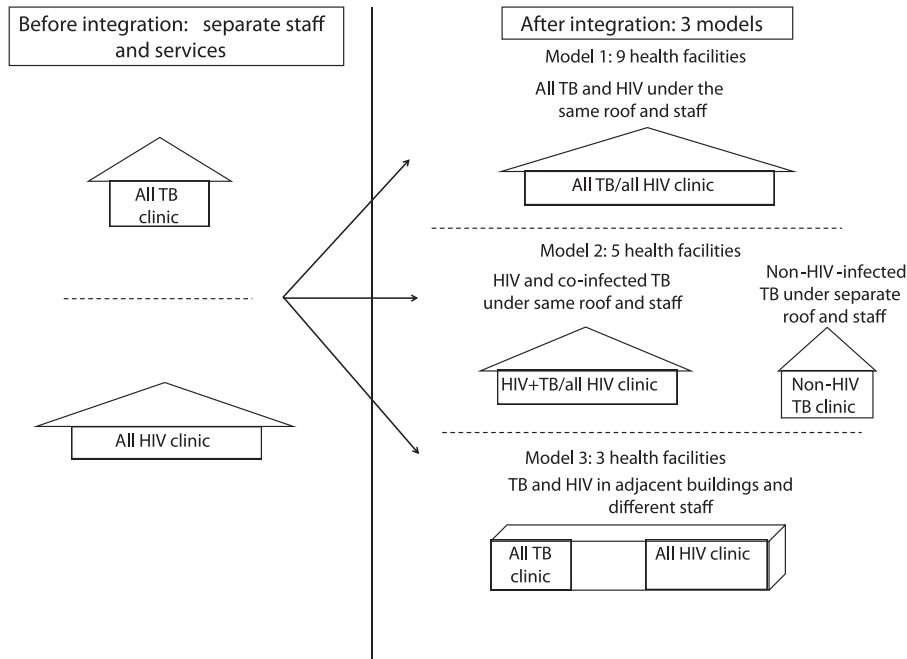 Before integration: separate staff
and services
All TB
clinic
All HIV clinic
After integration: 3 models
Model 1: 9 health facilities
All TB and HIV under the
same roof and staff
All TB/all HIV clinic
Model 2: 5 health facilities
HIV and co-infected TB
under same roof and staff
HIV+TB/all HIV clinic
Non-HIV-infected
TB under separate
roof and staff
Non-HIV
TB clinic
Model 3: 3 health facilities
TB and HIV in adjacent buildings and
different staff
All TB
clinic
All HIV clinic